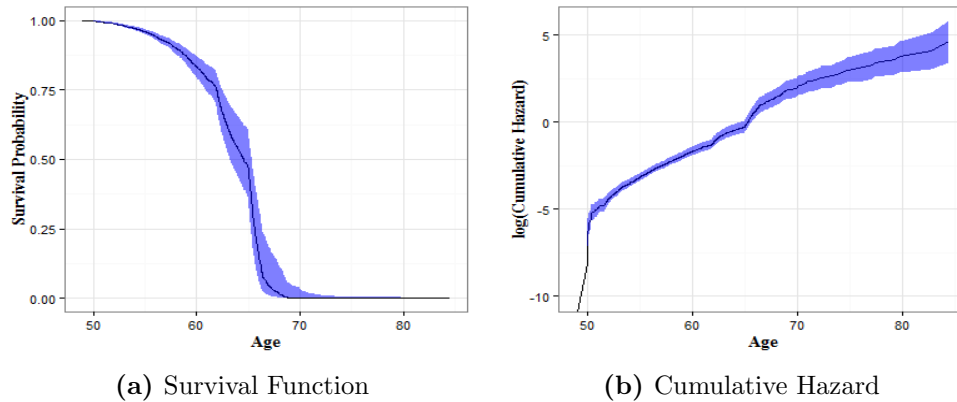 1.00
0.75
0.50
0.25
0.00
Survival Probability
50 60 70 80
Age
5
0
-5
-10
log(Cumulative Hazard)
50 60 70 80
Age
(a) Survival Function
(b) Cumulative Hazard